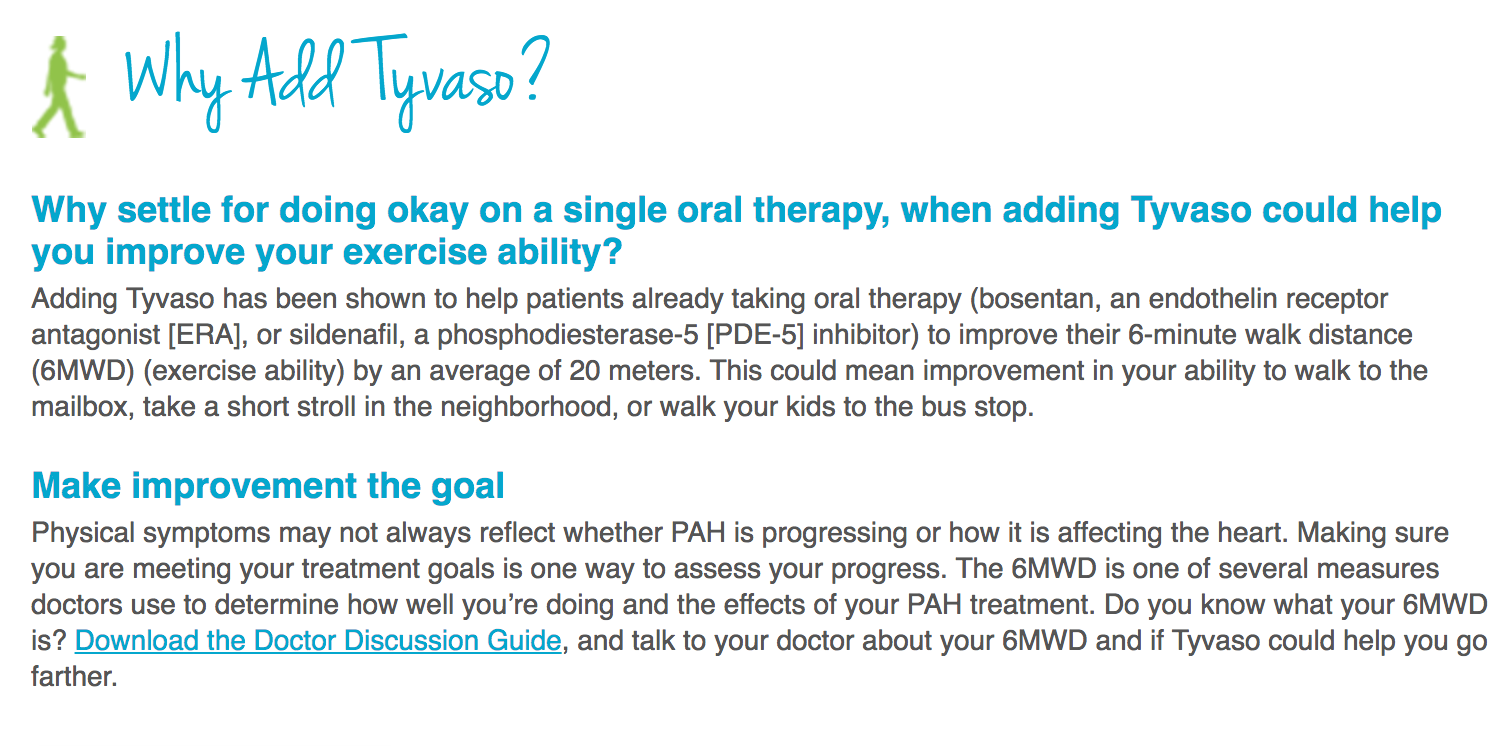 Why Add Tyvaso?
Why settle for doing okay on a single oral therapy, when adding Tyvaso could help
you improve your exercise ability?
Adding Tyvaso has been shown to help patients already taking oral therapy (bosentan, an endothelin receptor
antagonist [ERA], or sildenafil, a phosphodiesterase-5 [PDE-5] inhibitor) to improve their 6-minute walk distance
(6MWD) (exercise ability) by an average of 20 meters. This could mean improvement in your ability to walk to the
mailbox, take a short stroll in the neighborhood, or walk your kids to the bus stop.
Make improvement the goal
Physical symptoms may not always reflect whether PAH is progressing or how it is affecting the heart. Making sure
you are meeting your treatment goals is one way to assess your progress. The 6MWD is one of several measures
doctors use to determine how well you’re doing and the effects of your PAH treatment. Do you know what your 6MWD
is? Download the Doctor Discussion Guide, and talk to your doctor about your 6MWD and if Tyvaso could help you go
farther.